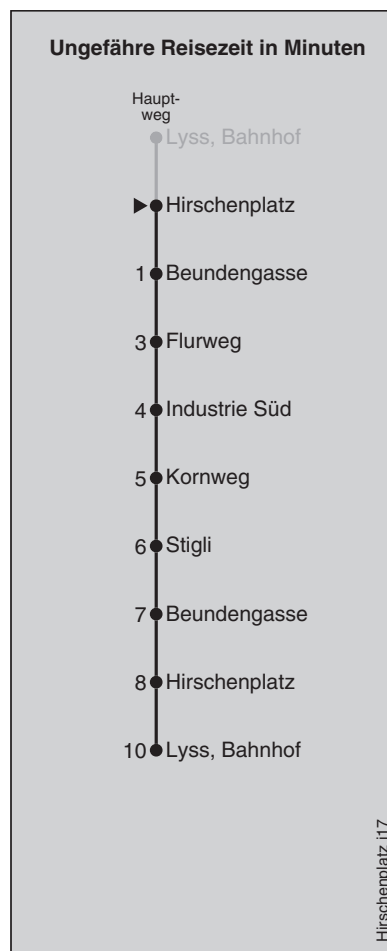 Ungefähre Reisezeit in Minuten
Haupt-
weg
Lyss, Bahnhof
Hirschenplatz
1 Beundengasse
3 Flurweg
4 Industrie Süd
5 Kornweg
6 Stigli
7 Beundengasse
8 Hirschenplatz
10 Lyss, Bahnhof
Hirschenplatz j17